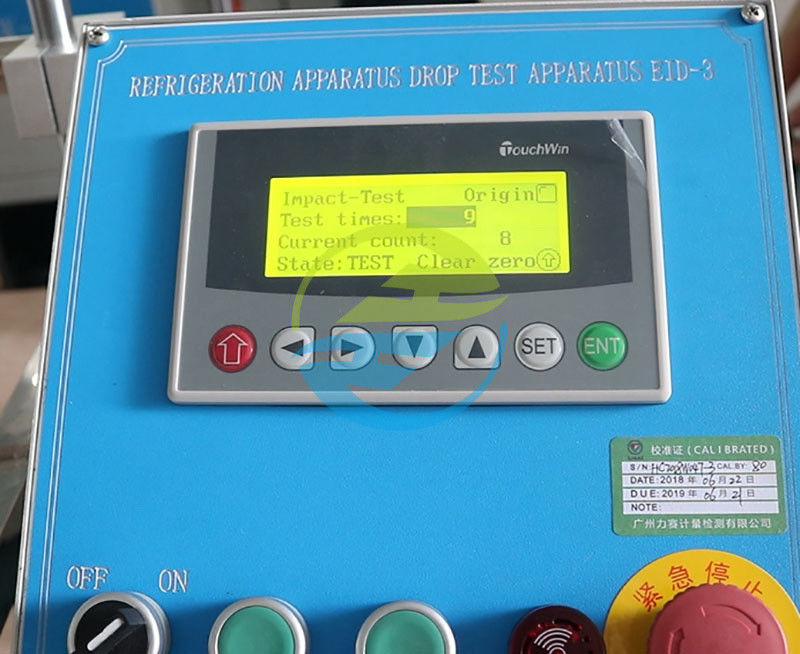 REFRIGERATION APPARATUS DROP TEST APPARATUS EID-3
TouchWin
Impact-Test Origin
Test times: 9
Current count: 8
State:TEST Clear zero
SET ENT
校准证(CALIBRATED)
S/N CAL.BY: 80
DATE: 2018 年 06 月 22 日
DUE: 2019 年 06 月 21 日
NOTE:
广州力赛计量检测有限公司
OFF ON
紧急停止